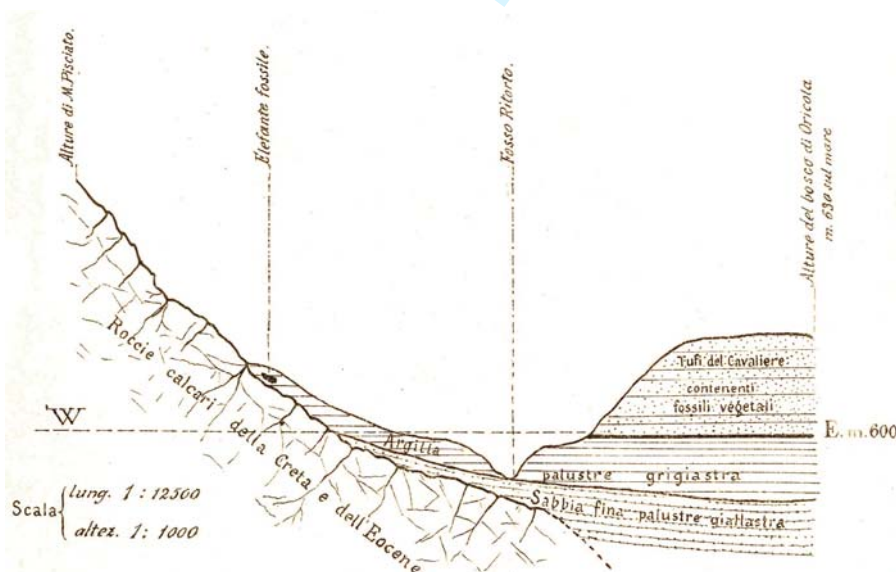 Alture di M. Pisciato.
Elefante fossile.
Fosso Ritorto.
Alture del bosco di Oricola
m. 630 sul mare
Roccie calcari
della Creta e
dell'Eocene
Tufi del Cavaliere
contenenti
fossili vegetali
W
E. m. 600
Argilla
palustre grigiastra
Sabbia fina palustre giallastra
Scala
lung. 1 : 12500
altez. 1 : 1000